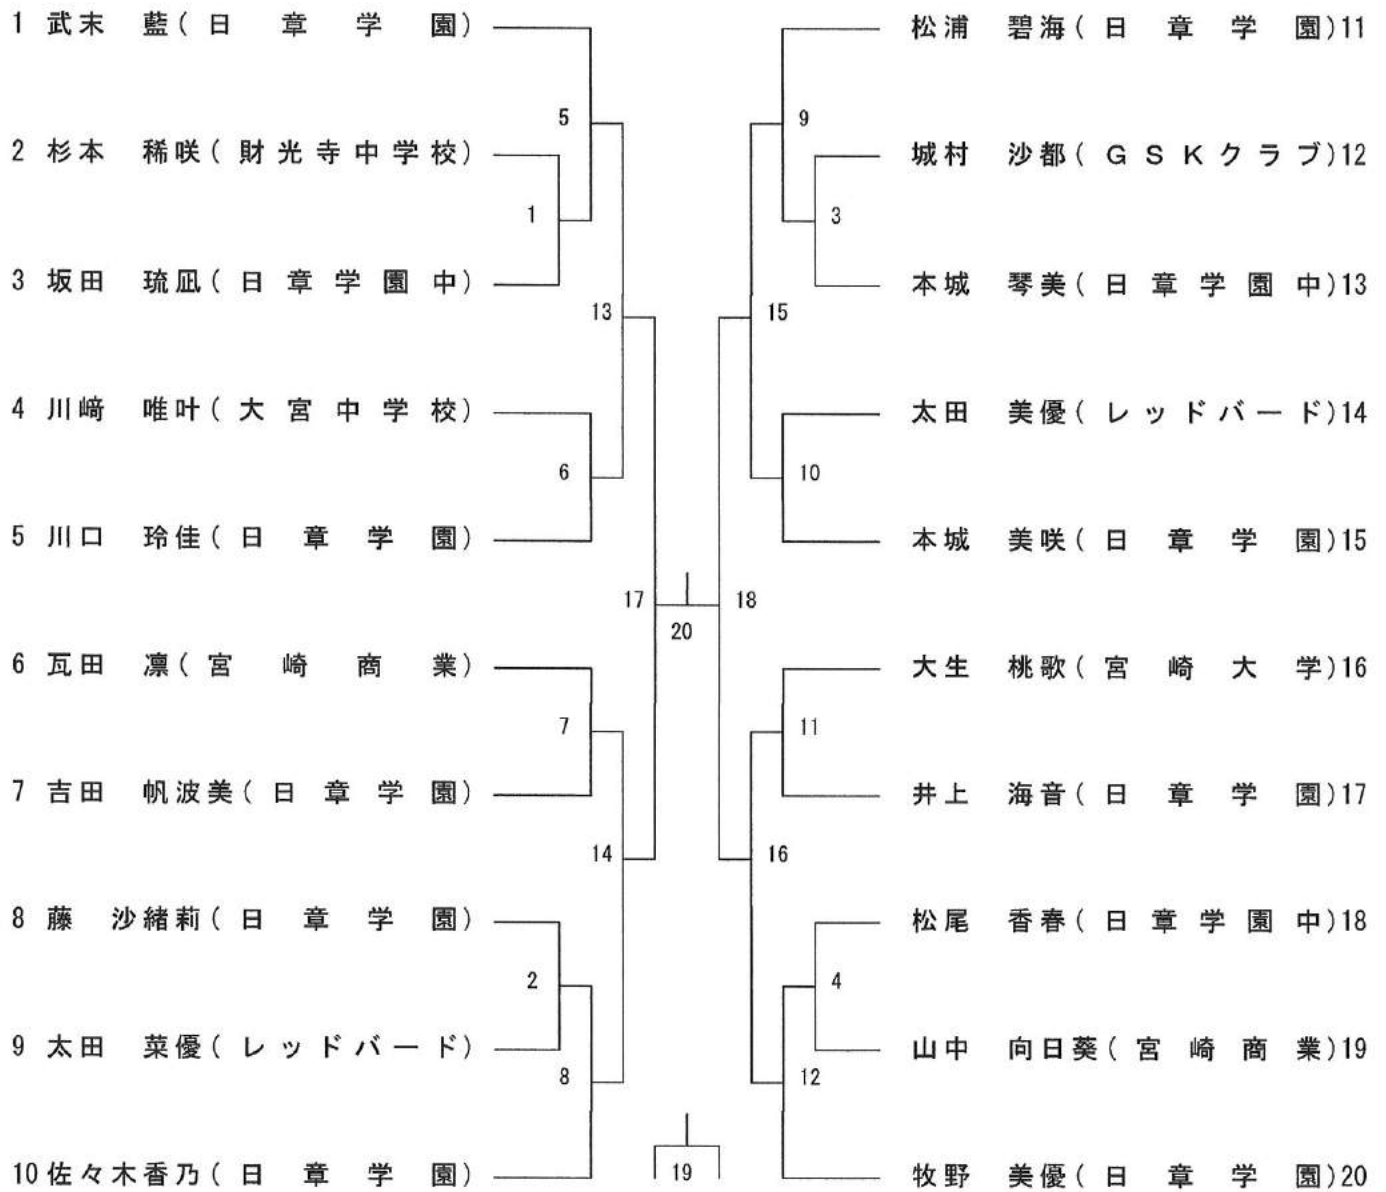 1 武末 藍(日章学園)
松浦 碧海(日章学園)11
5
9
2 杉本 稀咲(財光寺中学校)
城村 沙都(GSKクラブ)12
1
3
3 坂田 琉凪(日章学園中)
本城 琴美(日章学園中)13
13
15
4 川﨑 唯叶(大宮中学校)
太田 美優(レッドバード)14
6
10
5 川口 玲佳(日章学園)
本城 美咲(日章学園)15
17
18
20
6 瓦田 凛(宮崎商業)
大生 桃歌(宮崎大学)16
7
11
7 吉田 帆波美(日章学園)
井上 海音(日章学園)17
14
16
8 藤 沙緒莉(日章学園)
松尾 香春(日章学園中)18
2
4
9 太田 菜優(レッドバード)
山中 向日葵(宮崎商業)19
8
12
10 佐々木香乃(日章学園)
19
牧野 美優(日章学園)20